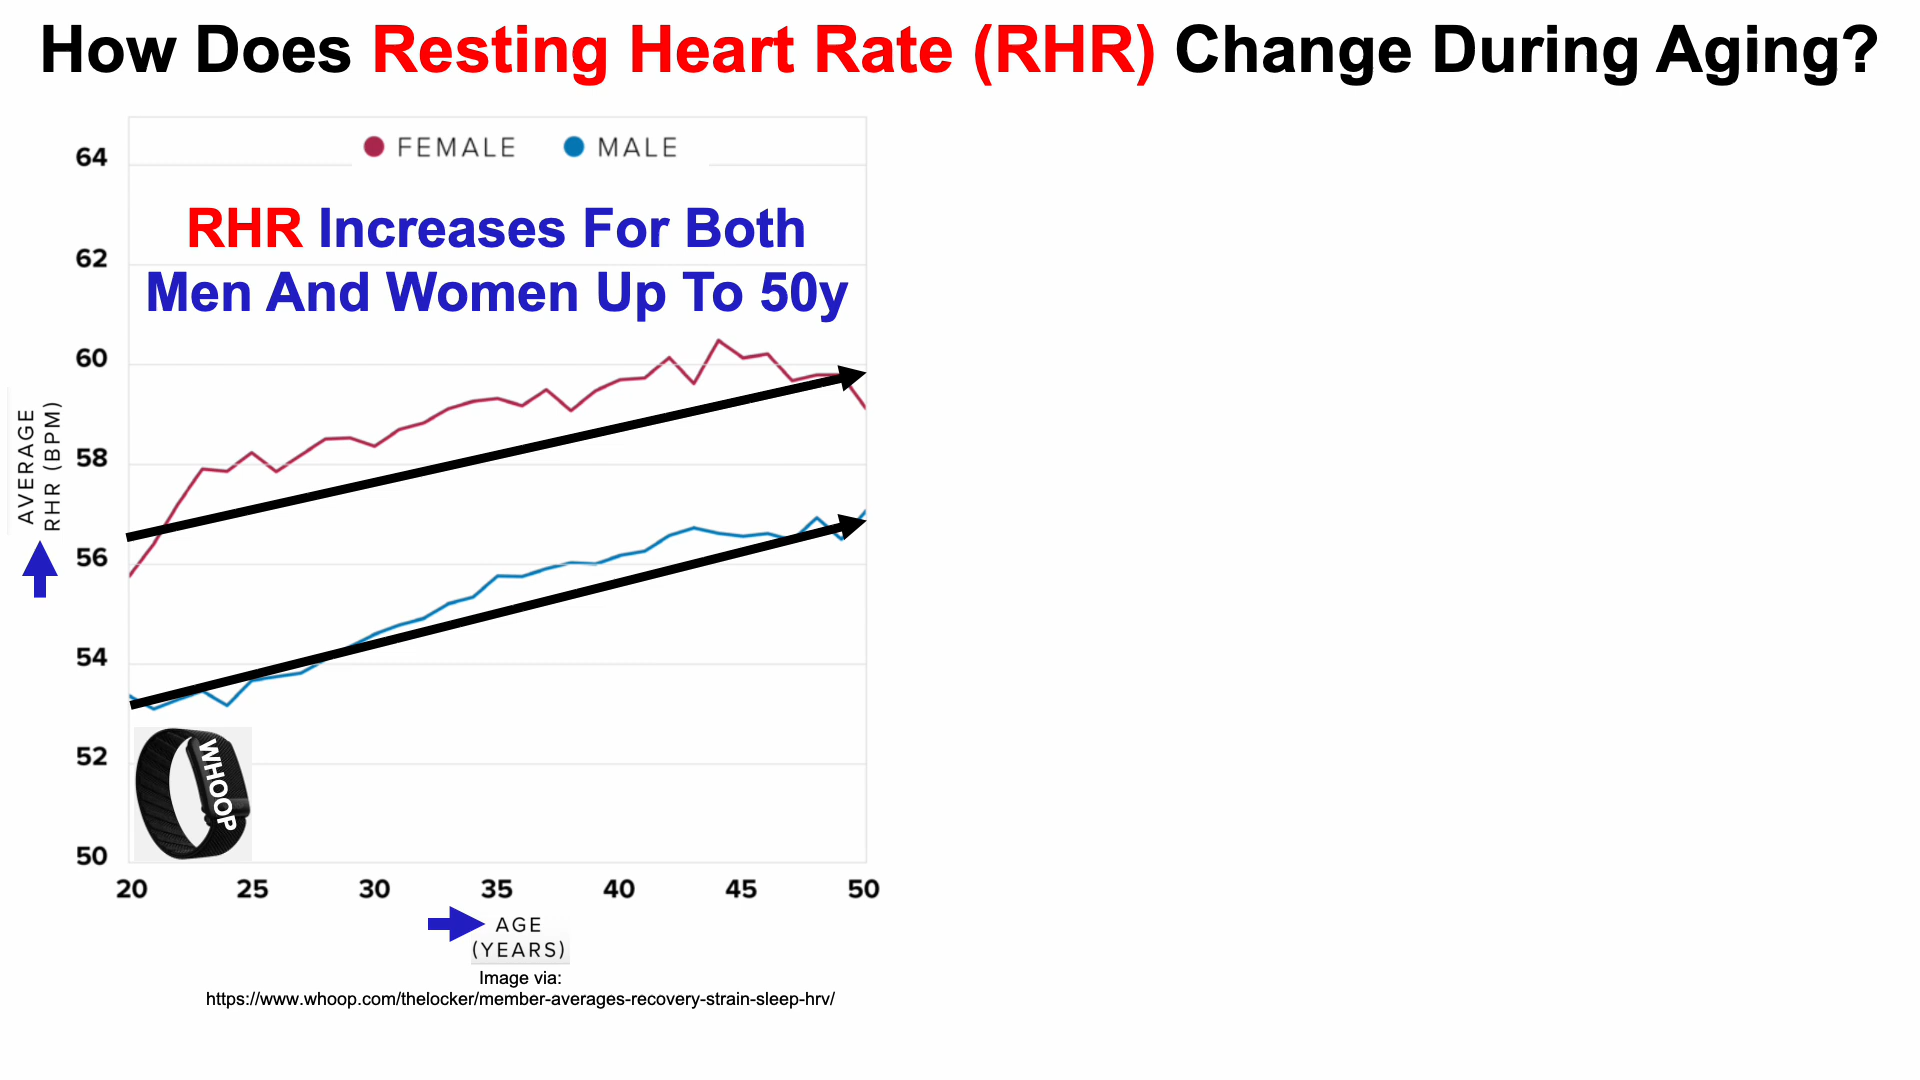 How Does Resting Heart Rate (RHR) Change During Aging?
FEMALE MALE
RHR Increases For Both
Men And Women Up To 50y
64
62
60
58
56
54
52
50
AVERAGE
RHR (BPM)
WHOOP
20 25 30 35 40 45 50
AGE
(YEARS)
Image via:
https://www.whoop.com/thelocker/member-averages-recovery-strain-sleep-hrv/